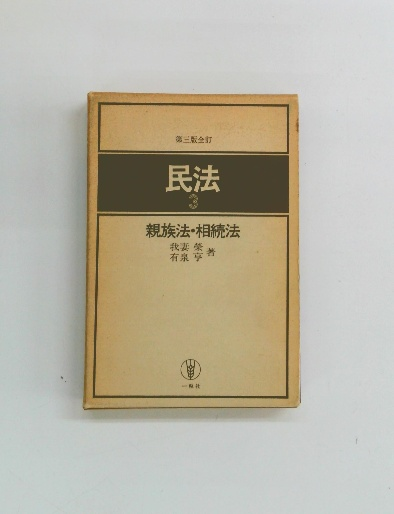 第三版全訂
民法
3
親族法・相続法
我妻 榮
有泉 亨 著
一粒社